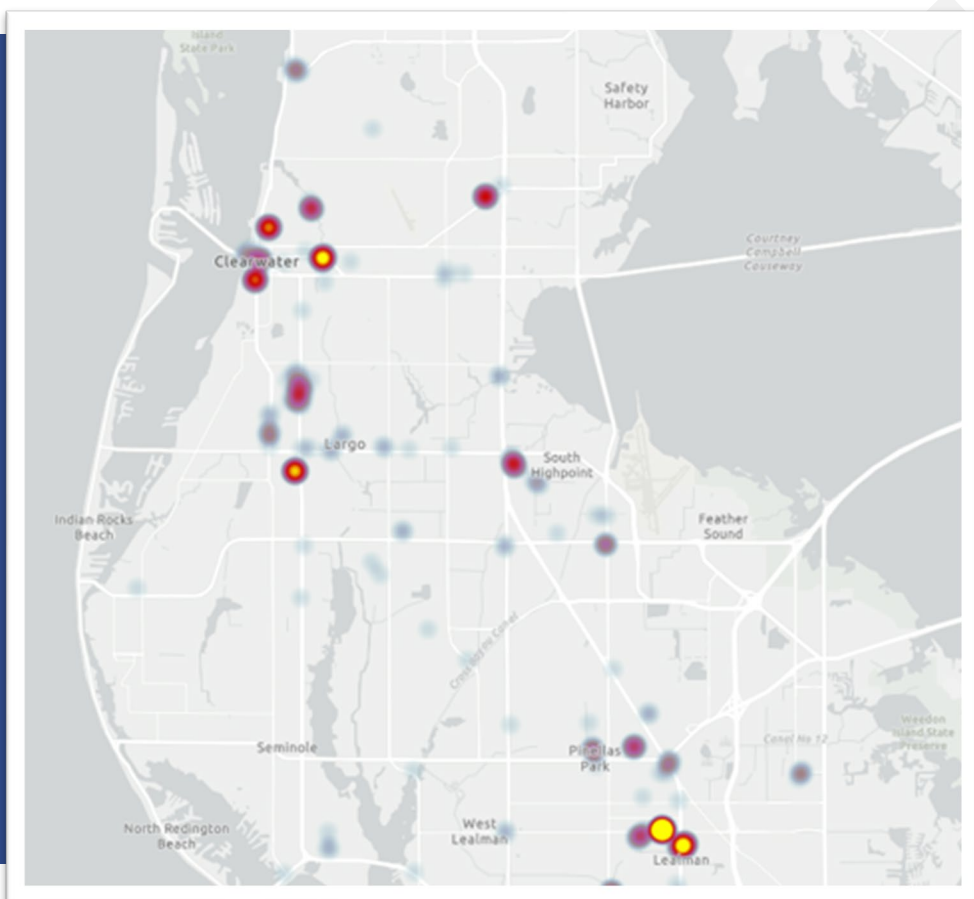 Island
State Park
Safety
Harbor
Courtney
Campbell
Causeway
Clearwater
Largo
South
Highpoint
Indian Rocks
Beach
Feather
Sound
Cross Bayou Canal
Weedon
Island State
Preserve
Canal No 12
Seminole
Pinellas
Park
North Redington
Beach
West
Lealman
Lealman